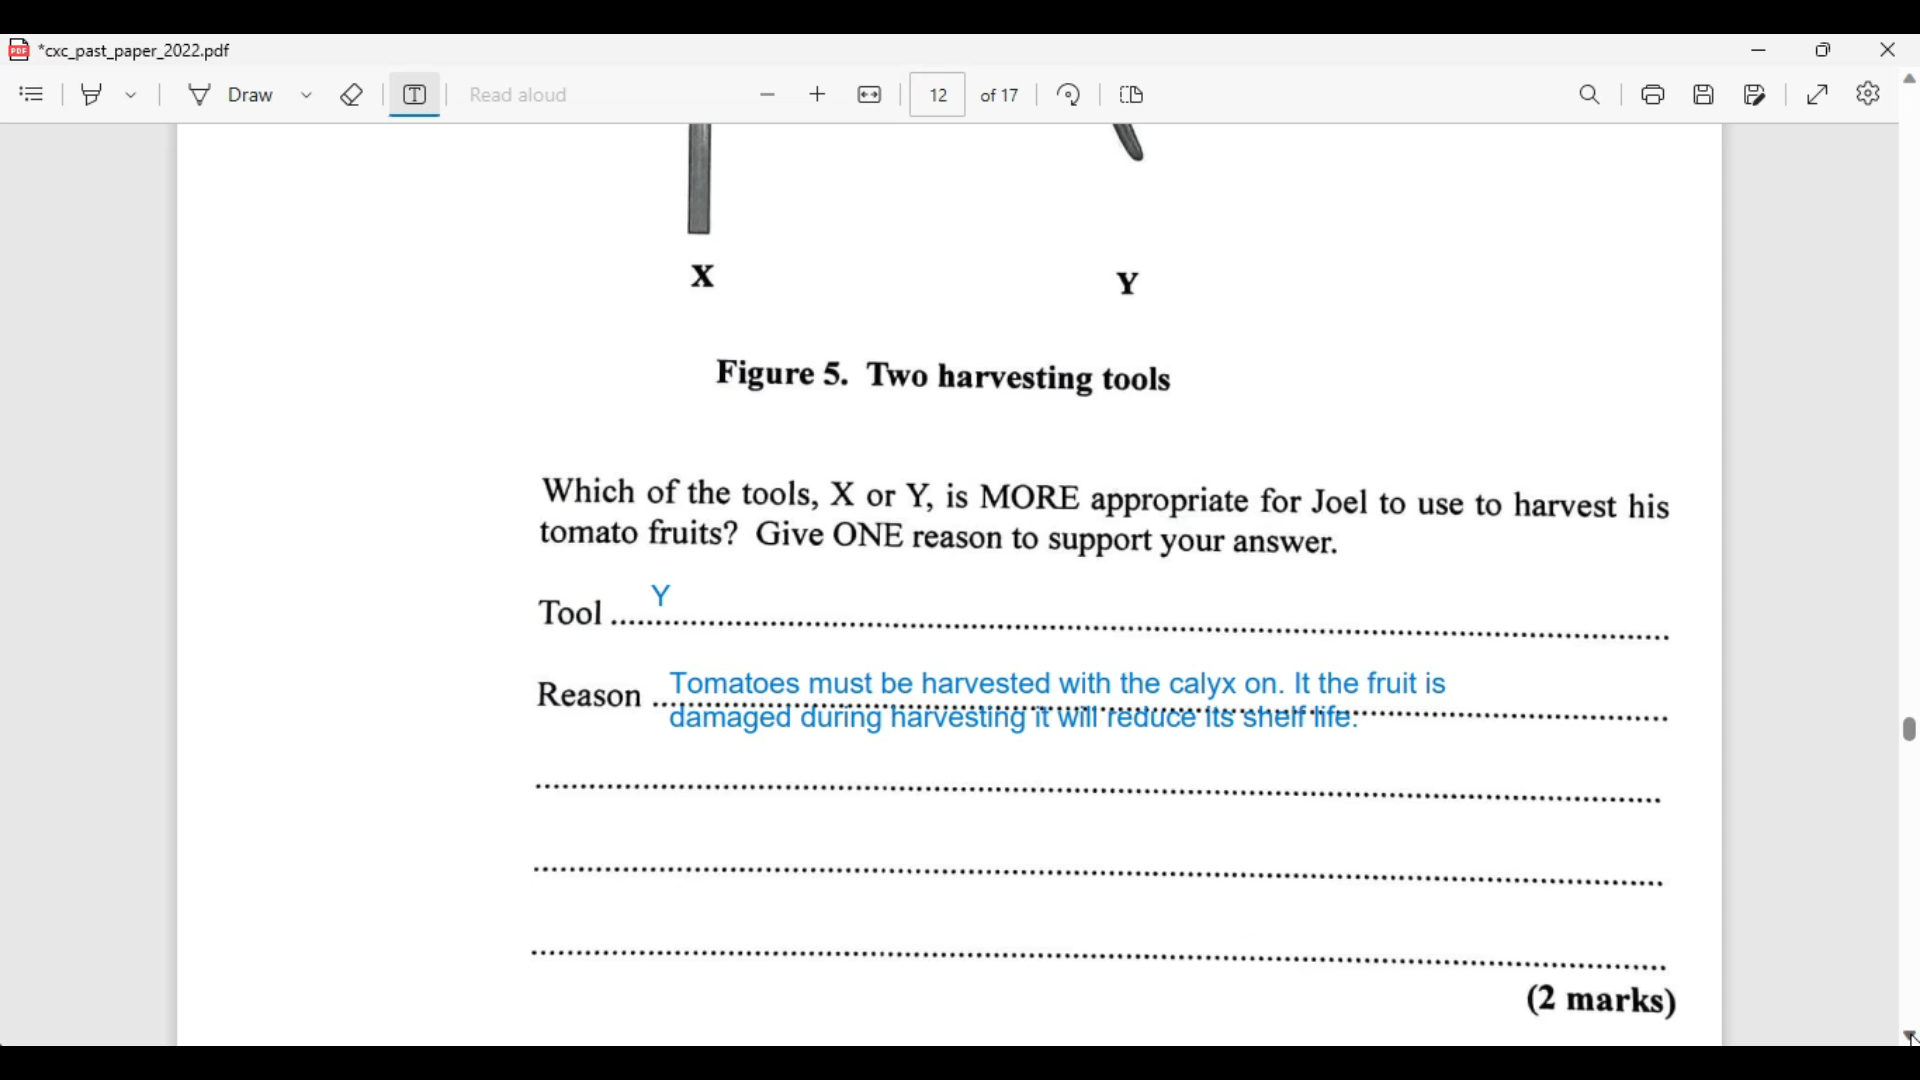 *cxc_past_paper_2022.pdf
Draw
Read aloud
12 of 17
X
Y
Figure 5. Two harvesting tools
Which of the tools, X or Y, is MORE appropriate for Joel to use to harvest his
tomato fruits? Give ONE reason to support your answer.
Y
Tool
Reason Tomatoes must be harvested with the calyx on. It the fruit is
damaged during harvesting it will reduce its shelf life.
(2 marks)